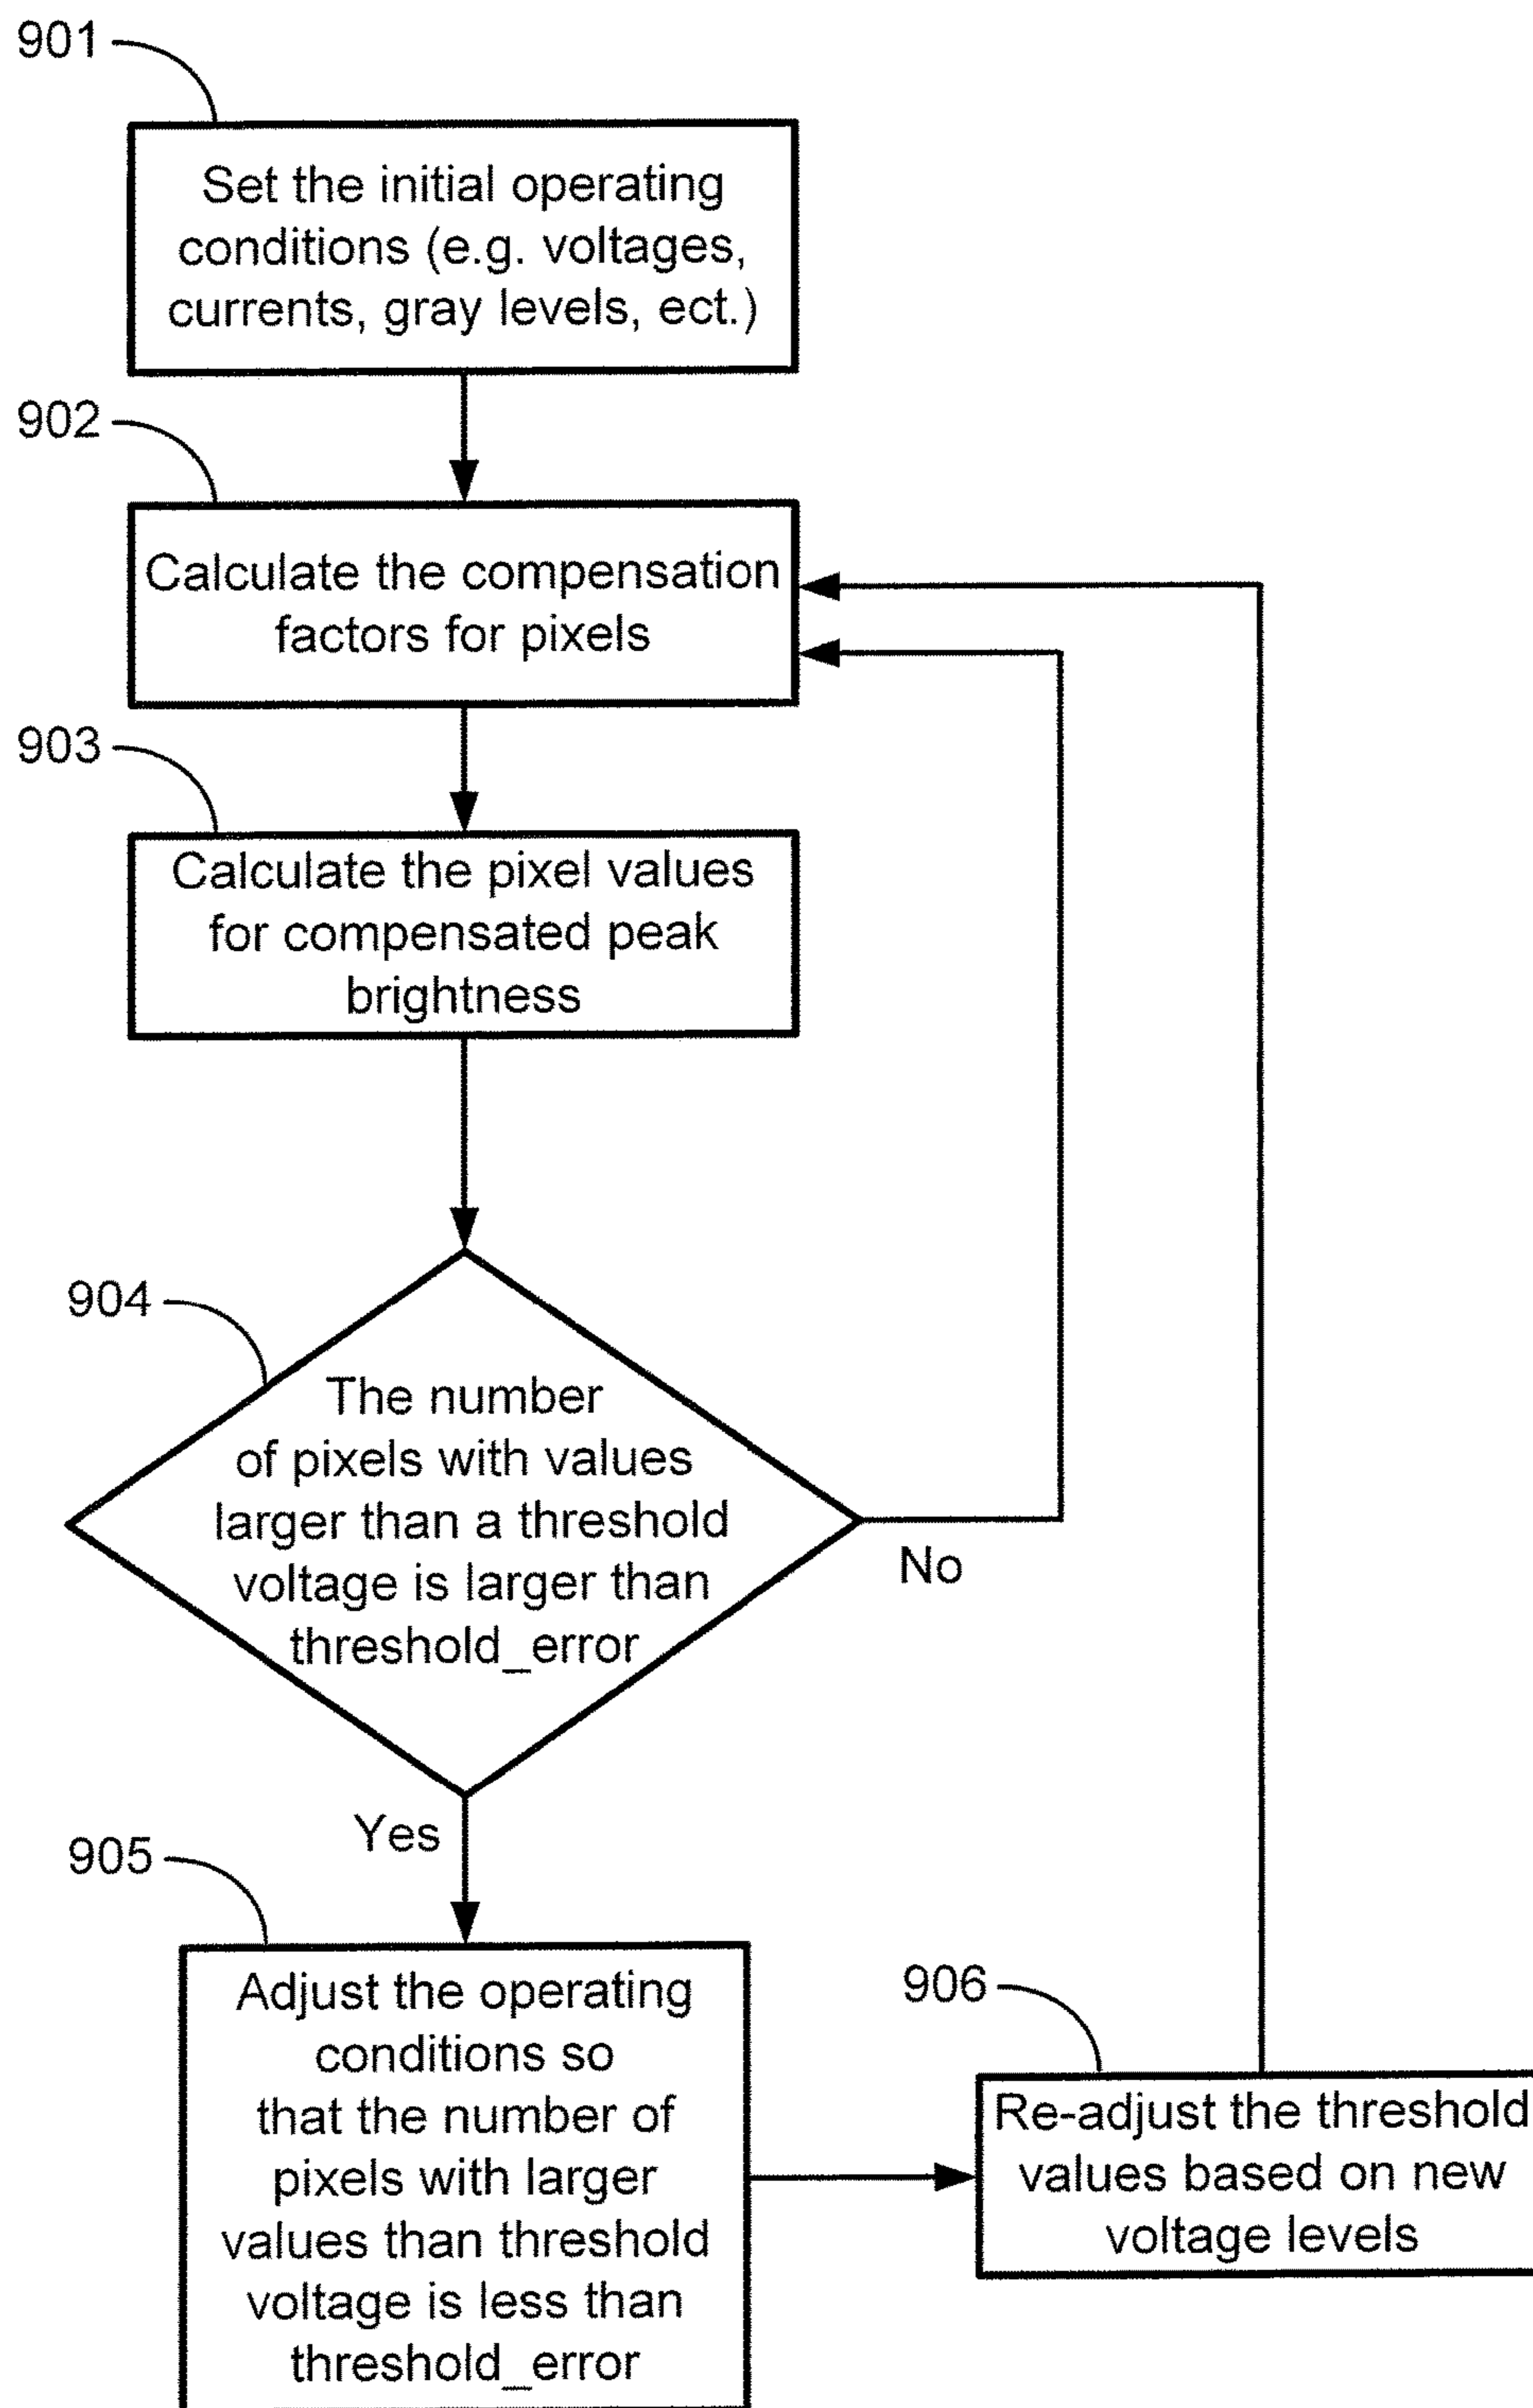 901
Set the initial operating
conditions (e.g. voltages,
currents, gray levels, ect.)
902
Calculate the compensation
factors for pixels
903
Calculate the pixel values
for compensated peak
brightness
904
The number
of pixels with values
larger than a threshold
voltage is larger than
threshold_error
No
Yes
905
Adjust the operating
conditions so
that the number of
pixels with larger
values than threshold
voltage is less than
threshold_error
906
Re-adjust the threshold
values based on new
voltage levels